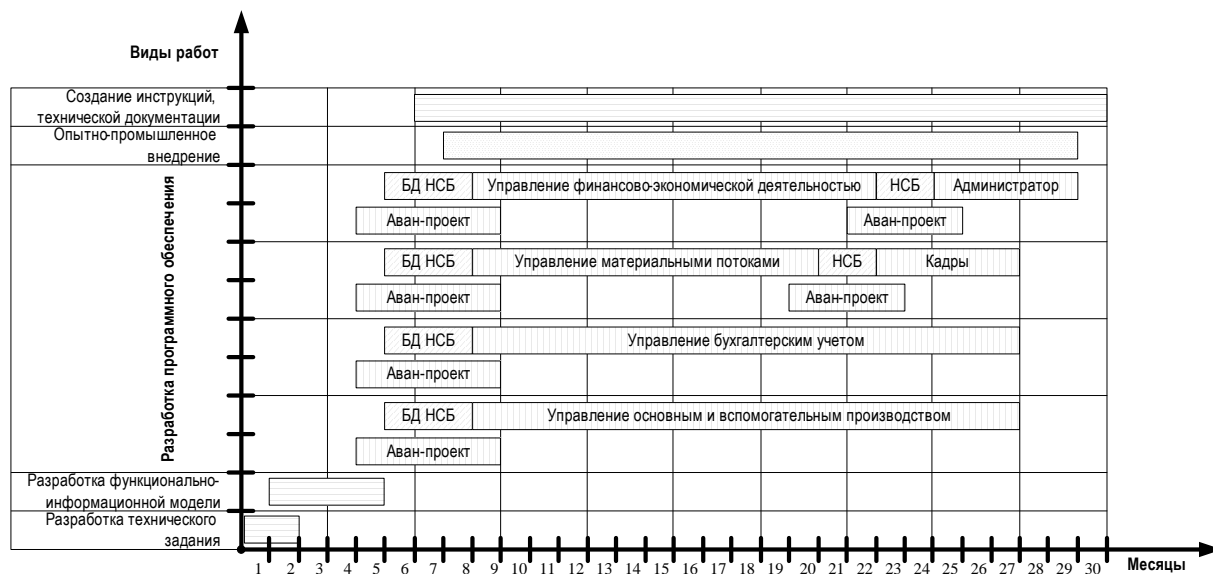 Виды работ
Создание инструкций,
технической документации
Опытно-промышленное
внедрение
Разработка программного обеспечения
БД НСБ Управление финансово-экономической деятельностью НСБ Администратор
Аван-проект Аван-проект
БД НСБ Управление материальными потоками НСБ Кадры
Аван-проект Аван-проект
БД НСБ Управление бухгалтерским учетом
Аван-проект
БД НСБ Управление основным и вспомогательным производством
Аван-проект
Разработка функционально-
информационной модели
Разработка технического
задания
1 2 3 4 5 6 7 8 9 10 11 12 13 14 15 16 17 18 19 20 21 22 23 24 25 26 27 28 29 30 Месяцы